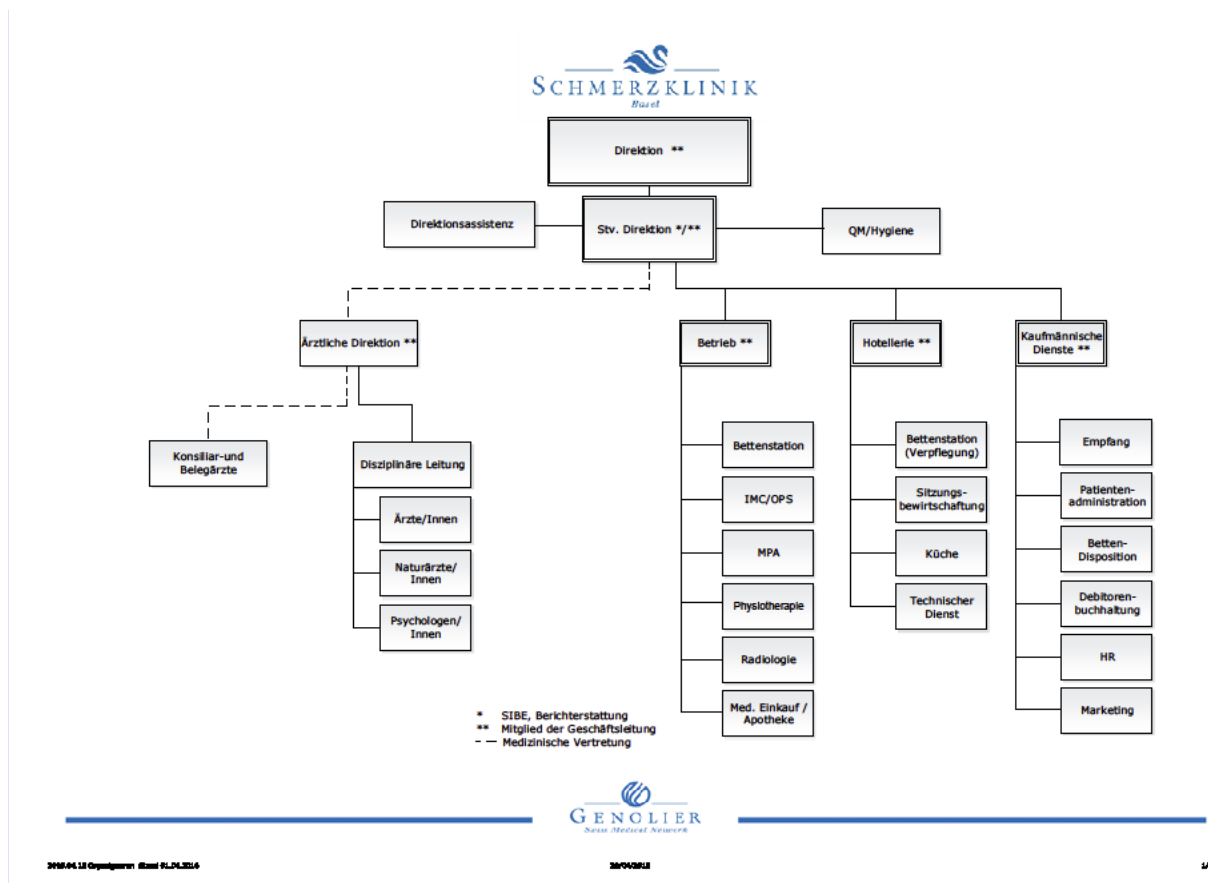 SCHMERZKLINIK
Basel
Direktion **
Direktionsassistenz
Stv. Direktion */**
QM/Hygiene
Ärztliche Direktion **
Betrieb **
Hotellerie **
Kaufmännische
Dienste **
Konsiliar-und
Belegärzte
Disziplinäre Leitung
Ärzte/Innen
Naturärzte/
Innen
Psychologen/
Innen
Bettenstation
IMC/OPS
MPA
Physiotherapie
Radiologie
Med. Einkauf /
Apotheke
Bettenstation
(Verpflegung)
Sitzungs-
bewirtschaftung
Küche
Technischer
Dienst
Empfang
Patienten-
administration
Betten-
Disposition
Debitoren-
buchhaltung
HR
Marketing
* SIBE, Berichterstattung
** Mitglied der Geschäftsleitung
--- Medizinische Vertretung
GENOLIER
Swiss Medical Network